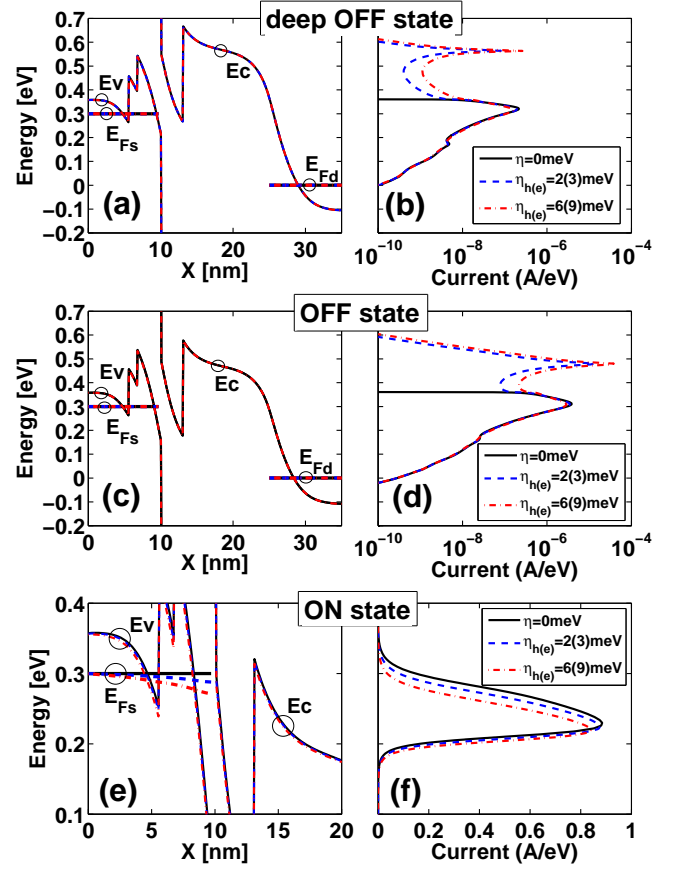 deep OFF state
0.7
0.6
0.5
0.4
0.3
0.2
0.1
0
−0.1
−0.2
Energy [eV]
Ev
E_Fs
Ec
E_Fd
(a)
0 10 20 30
X [nm]
(b)
η=0meV
η_h(e)=2(3)meV
η_h(e)=6(9)meV
10^−10 10^−8 10^−6 10^−4
Current (A/eV)
OFF state
0.7
0.6
0.5
0.4
0.3
0.2
0.1
0
−0.1
−0.2
Energy [eV]
Ev
E_Fs
Ec
E_Fd
(c)
0 10 20 30
X [nm]
(d)
η=0meV
η_h(e)=2(3)meV
η_h(e)=6(9)meV
10^−10 10^−8 10^−6 10^−4
Current (A/eV)
ON state
0.4
0.3
0.2
0.1
Energy [eV]
Ev
E_Fs
Ec
(e)
0 5 10 15 20
X [nm]
η=0meV
η_h(e)=2(3)meV
η_h(e)=6(9)meV
(f)
0 0.2 0.4 0.6 0.8 1
Current (A/eV)